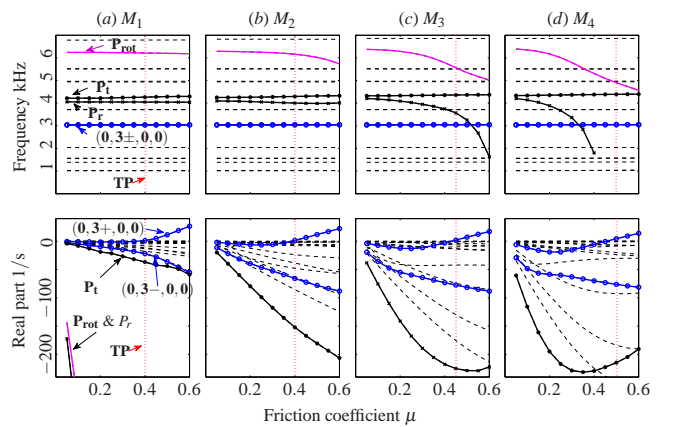 (a) M1 (b) M2 (c) M3 (d) M4
Frequency kHz
6
5
4
3
2
1
Prot
Pt
Pr
(0, 3±, 0, 0)
TP
Real part 1/s
0
−100
−200
(0, 3+, 0, 0)
Pt
(0, 3−, 0, 0)
Prot & Pr
TP
0.2 0.4 0.6 0.2 0.4 0.6 0.2 0.4 0.6 0.2 0.4 0.6
Friction coefficient μ